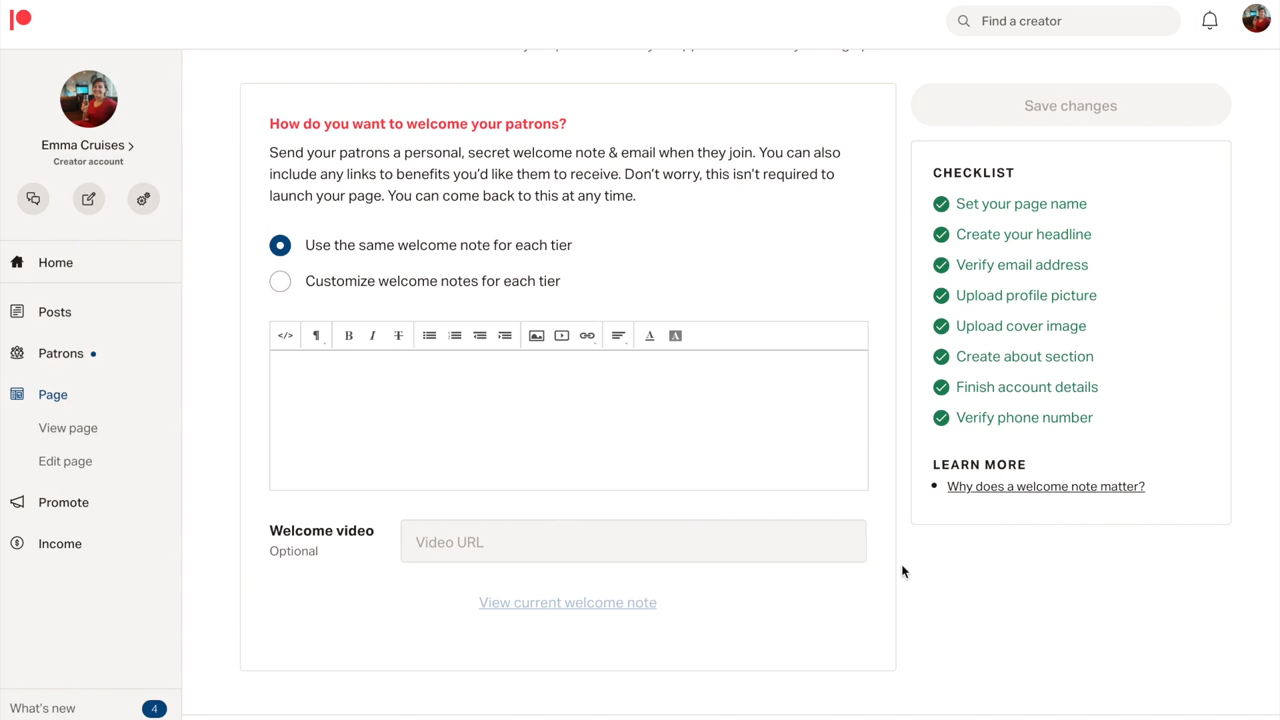 Find a creator
Emma Cruises
Creator account
Home
Posts
Patrons
Page
View page
Edit page
Promote
Income
What's new
4
How do you want to welcome your patrons?
Send your patrons a personal, secret welcome note & email when they join. You can also
include any links to benefits you’d like them to receive. Don’t worry, this isn’t required to
launch your page. You can come back to this at any time.
Use the same welcome note for each tier
Customize welcome notes for each tier
Welcome video
Optional
Video URL
View current welcome note
Save changes
CHECKLIST
Set your page name
Create your headline
Verify email address
Upload profile picture
Upload cover image
Create about section
Finish account details
Verify phone number
LEARN MORE
Why does a welcome note matter?